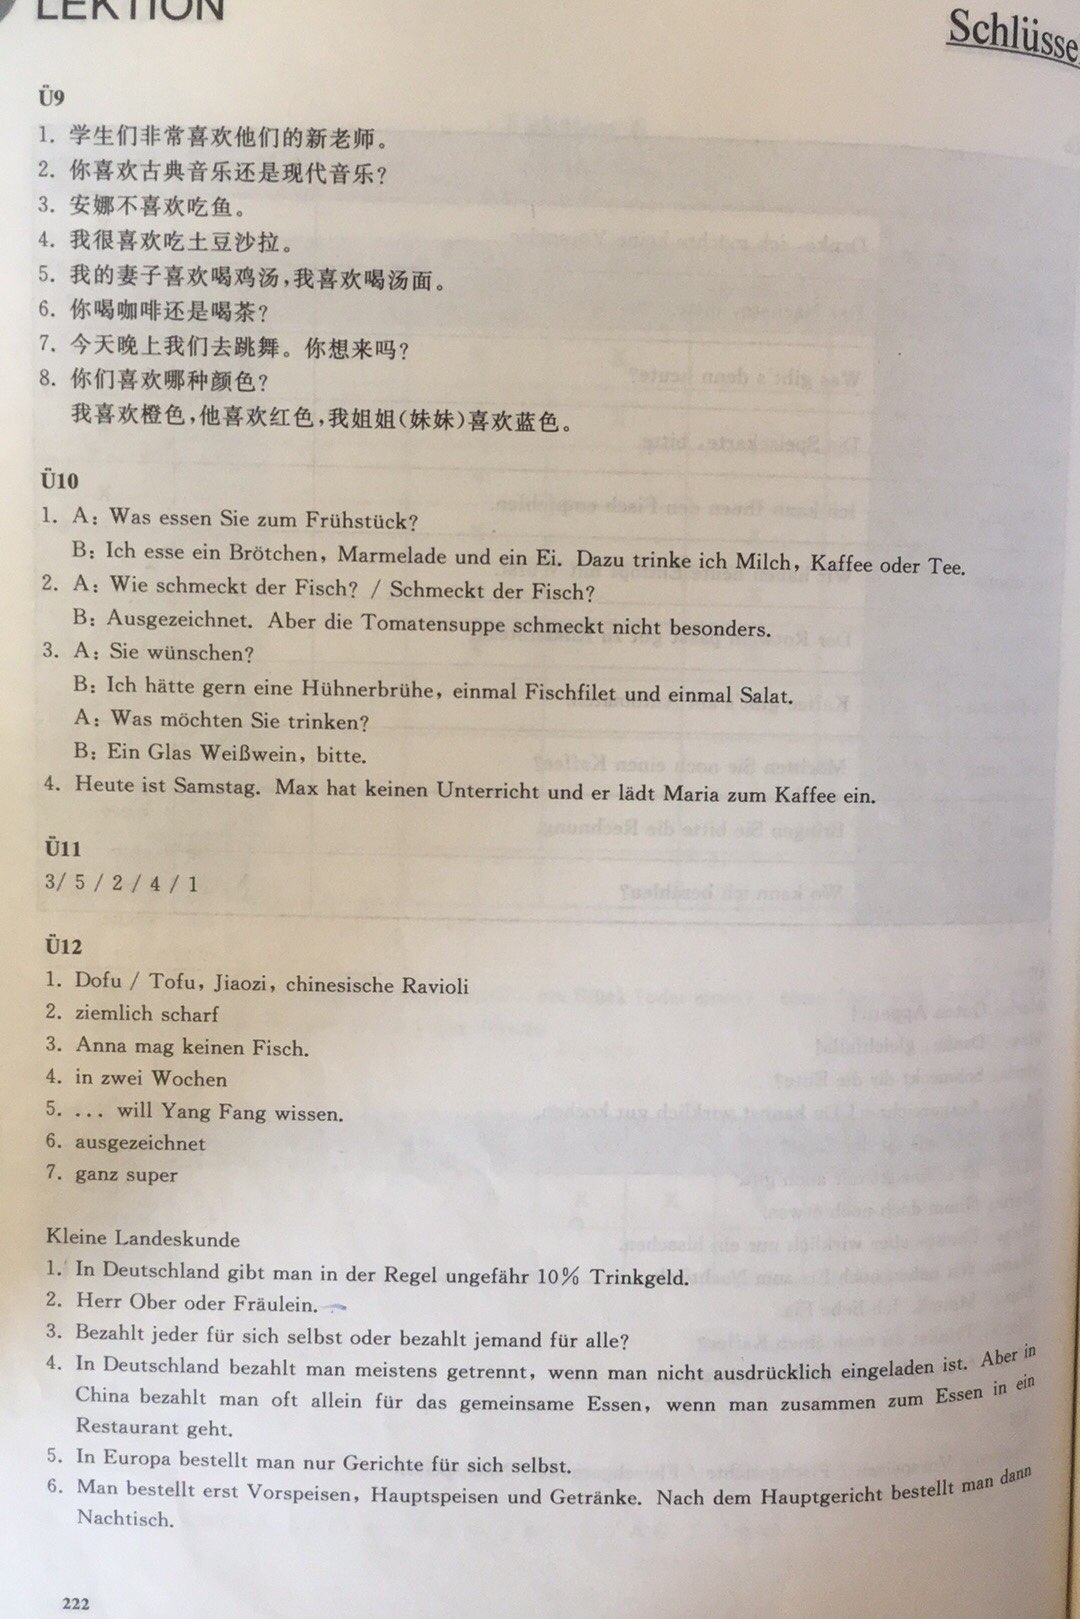 LEKTION
Schlüssel
Ü9
1. 学生们非常喜欢他们的新老师。
2. 你喜欢古典音乐还是现代音乐?
3. 安娜不喜欢吃鱼。
4. 我很喜欢吃土豆沙拉。
5. 我的妻子喜欢喝鸡汤,我喜欢喝汤面。
6. 你喝咖啡还是喝茶?
7. 今天晚上我们去跳舞。你想来吗?
8. 你们喜欢哪种颜色?
我喜欢橙色,他喜欢红色,我姐姐(妹妹)喜欢蓝色。
Ü10
1. A: Was essen Sie zum Frühstück?
B: Ich esse ein Brötchen, Marmelade und ein Ei. Dazu trinke ich Milch, Kaffee oder Tee.
2. A: Wie schmeckt der Fisch? / Schmeckt der Fisch?
B: Ausgezeichnet. Aber die Tomatensuppe schmeckt nicht besonders.
3. A: Sie wünschen?
B: Ich hätte gern eine Hühnerbrühe, einmal Fischfilet und einmal Salat.
A: Was möchten Sie trinken?
B: Ein Glas Weißwein, bitte.
4. Heute ist Samstag. Max hat keinen Unterricht und er lädt Maria zum Kaffee ein.
Ü11
3/ 5 / 2 / 4 / 1
Ü12
1. Dofu / Tofu, Jiaozi, chinesische Ravioli
2. ziemlich scharf
3. Anna mag keinen Fisch.
4. in zwei Wochen
5. ... will Yang Fang wissen.
6. ausgezeichnet
7. ganz super
Kleine Landeskunde
1. In Deutschland gibt man in der Regel ungefähr 10% Trinkgeld.
2. Herr Ober oder Fräulein.
3. Bezahlt jeder für sich selbst oder bezahlt jemand für alle?
4. In Deutschland bezahlt man meistens getrennt, wenn man nicht ausdrücklich eingeladen ist. Aber in
China bezahlt man oft allein für das gemeinsame Essen, wenn man zusammen zum Essen in ein
Restaurant geht.
5. In Europa bestellt man nur Gerichte für sich selbst.
6. Man bestellt erst Vorspeisen, Hauptspeisen und Getränke. Nach dem Hauptgericht bestellt man dann
Nachtisch.
222